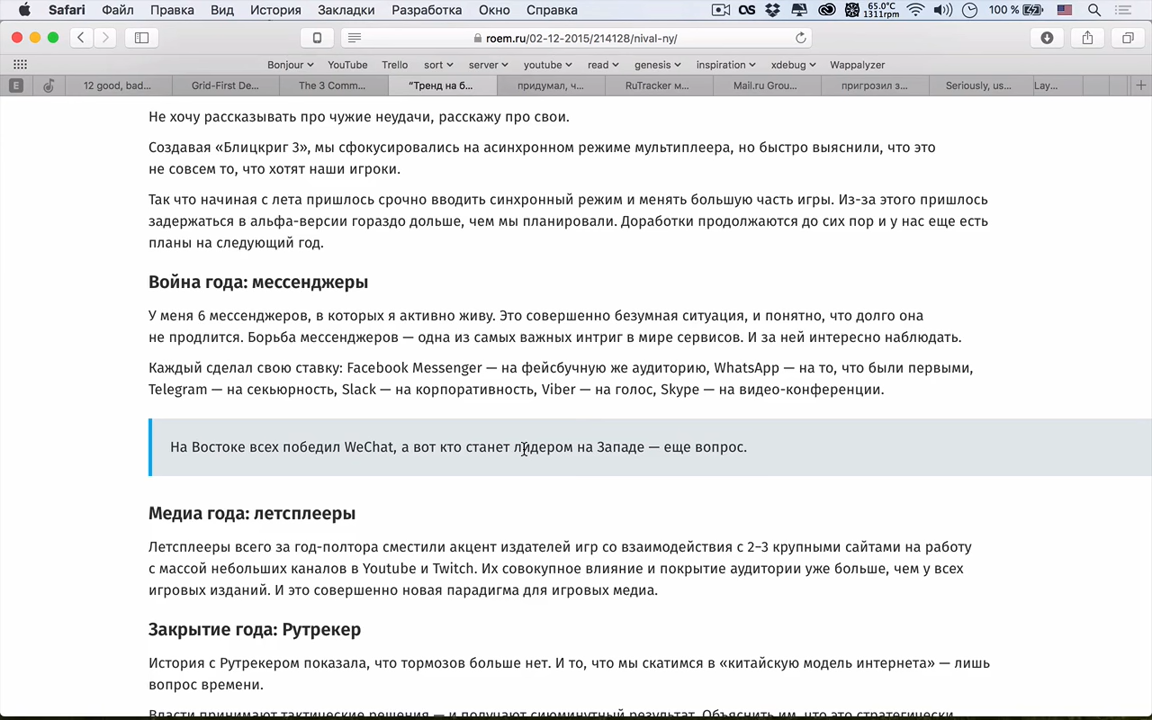 Safari Файл Правка Вид История Закладки Разработка Окно Справка 65.0°C 1311rpm 100 %
roem.ru/02-12-2015/214128/nival-ny/
Bonjour YouTube Trello sort server youtube read genesis inspiration xdebug Wappalyzer
E 12 good, bad... Grid-First De... The 3 Comm... "Тренд на б... придумал, ч... RuTracker м... Mail.ru Grou... пригрозил з... Seriously, us... Lay...
Не хочу рассказывать про чужие неудачи, расскажу про свои.
Создавая «Блицкриг 3», мы сфокусировались на асинхронном режиме мультиплеера, но быстро выяснили, что это
не совсем то, что хотят наши игроки.
Так что начиная с лета пришлось срочно вводить синхронный режим и менять большую часть игры. Из-за этого пришлось
задержаться в альфа-версии гораздо дольше, чем мы планировали. Доработки продолжаются до сих пор и у нас еще есть
планы на следующий год.
Война года: мессенджеры
У меня 6 мессенджеров, в которых я активно живу. Это совершенно безумная ситуация, и понятно, что долго она
не продлится. Борьба мессенджеров — одна из самых важных интриг в мире сервисов. И за ней интересно наблюдать.
Каждый сделал свою ставку: Facebook Messenger — на фейсбучную же аудиторию, WhatsApp — на то, что были первыми,
Telegram — на секьюрность, Slack — на корпоративность, Viber — на голос, Skype — на видео-конференции.
На Востоке всех победил WeChat, а вот кто станет лидером на Западе — еще вопрос.
Медиа года: летсплееры
Летсплееры всего за год-полтора сместили акцент издателей игр со взаимодействия с 2–3 крупными сайтами на работу
с массой небольших каналов в Youtube и Twitch. Их совокупное влияние и покрытие аудитории уже больше, чем у всех
игровых изданий. И это совершенно новая парадигма для игровых медиа.
Закрытие года: Рутрекер
История с Рутрекером показала, что тормозов больше нет. И то, что мы скатимся в «китайскую модель интернета» — лишь
вопрос времени.
Власти принимают тактические решения — и получают сиюминутный результат. Объяснить им, что это стратегически